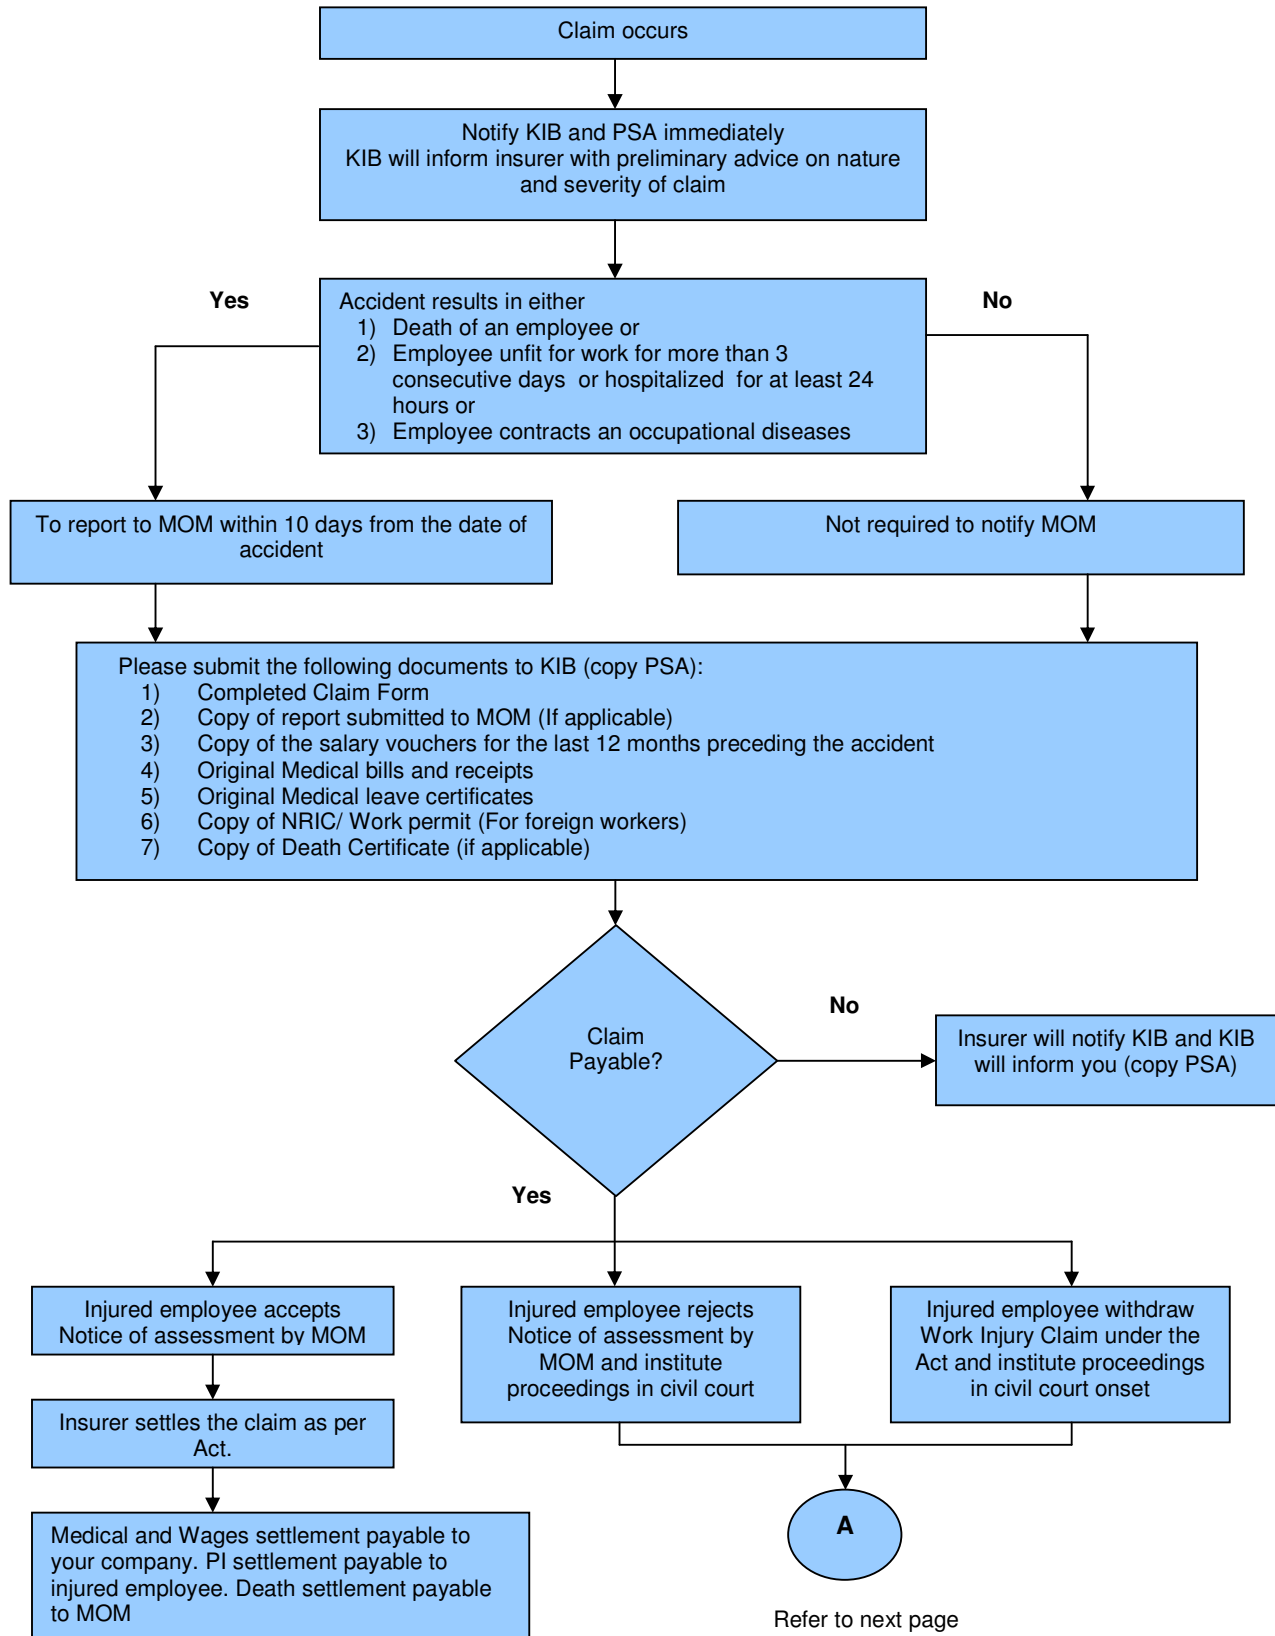 Claim occurs
Notify KIB and PSA immediately
KIB will inform insurer with preliminary advice on nature
and severity of claim
Yes
No
Accident results in either
1) Death of an employee or
2) Employee unfit for work for more than 3
consecutive days or hospitalized for at least 24
hours or
3) Employee contracts an occupational diseases
To report to MOM within 10 days from the date of
accident
Not required to notify MOM
Please submit the following documents to KIB (copy PSA):
1) Completed Claim Form
2) Copy of report submitted to MOM (If applicable)
3) Copy of the salary vouchers for the last 12 months preceding the accident
4) Original Medical bills and receipts
5) Original Medical leave certificates
6) Copy of NRIC/ Work permit (For foreign workers)
7) Copy of Death Certificate (if applicable)
Claim
Payable?
No
Insurer will notify KIB and KIB
will inform you (copy PSA)
Yes
Injured employee accepts
Notice of assessment by MOM
Injured employee rejects
Notice of assessment by
MOM and institute
proceedings in civil court
Injured employee withdraw
Work Injury Claim under the
Act and institute proceedings
in civil court onset
Insurer settles the claim as per
Act.
Medical and Wages settlement payable to
your company. PI settlement payable to
injured employee. Death settlement payable
to MOM
A
Refer to next page